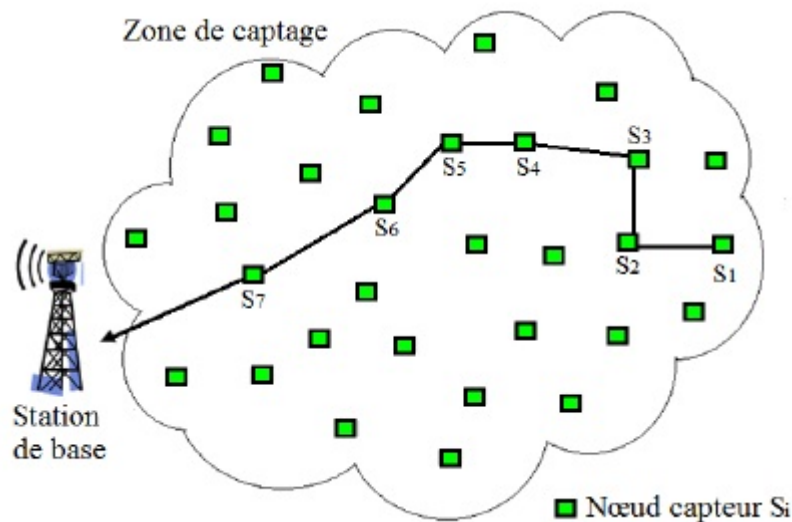 Zone de captage
S3
S5
S4
S6
S2
S1
S7
Station
de base
Nœud capteur Si